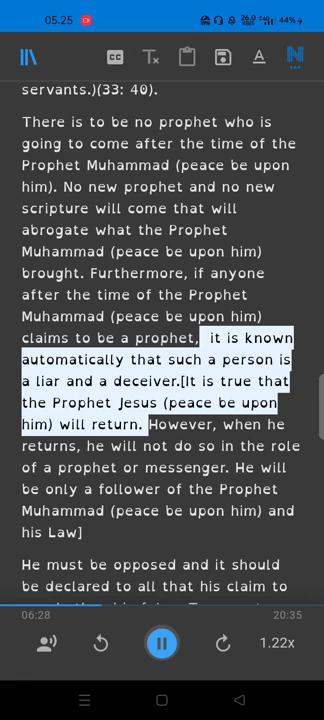 05.25
26.0
KB/s
44%
CC
N
servants.)(33: 40).
There is to be no prophet who is
going to come after the time of the
Prophet Muhammad (peace be upon
him). No new prophet and no new
scripture will come that will
abrogate what the Prophet
Muhammad (peace be upon him)
brought. Furthermore, if anyone
after the time of the Prophet
Muhammad (peace be upon him)
claims to be a prophet, it is known
automatically that such a person is
a liar and a deceiver.[It is true that
the Prophet Jesus (peace be upon
him) will return. However, when he
returns, he will not do so in the role
of a prophet or messenger. He will
be only a follower of the Prophet
Muhammad (peace be upon him) and
his Law]
He must be opposed and it should
be declared to all that his claim to
06:28
20:35
1.22x